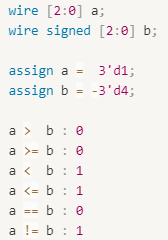 wire [2:0] a;
wire signed [2:0] b;
assign a =  3'd1;
assign b = -3'd4;
a >  b : 0
a >= b : 0
a <  b : 1
a <= b : 1
a == b : 0
a != b : 1